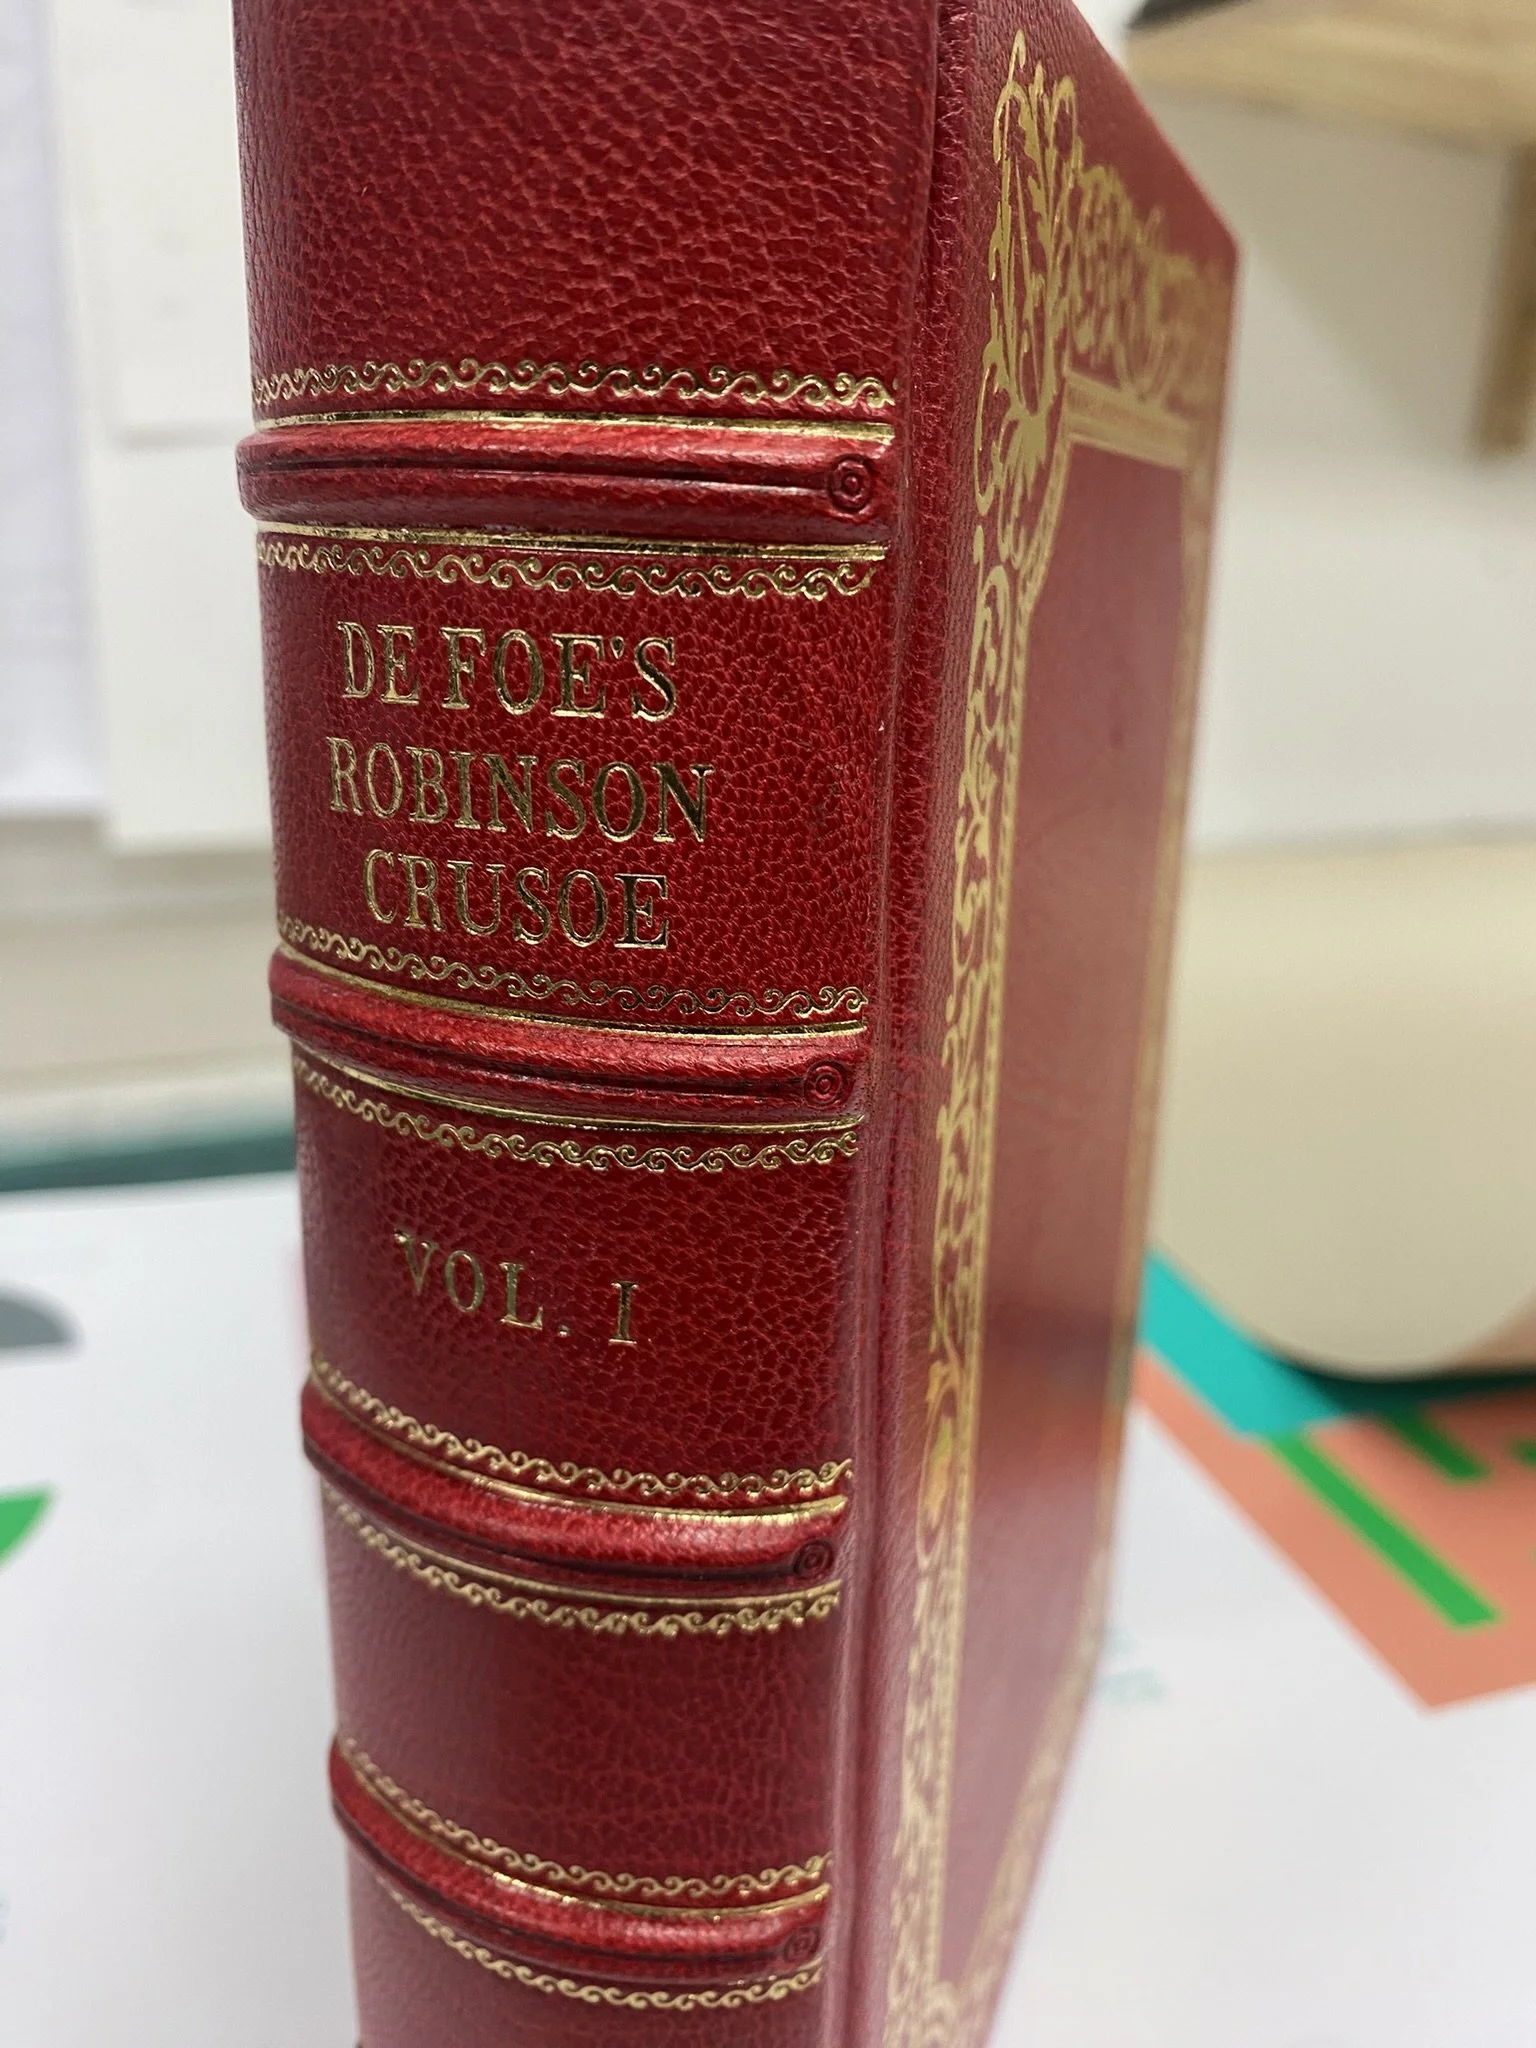 DE FOE'S
ROBINSON
CRUSOE
VOL. I